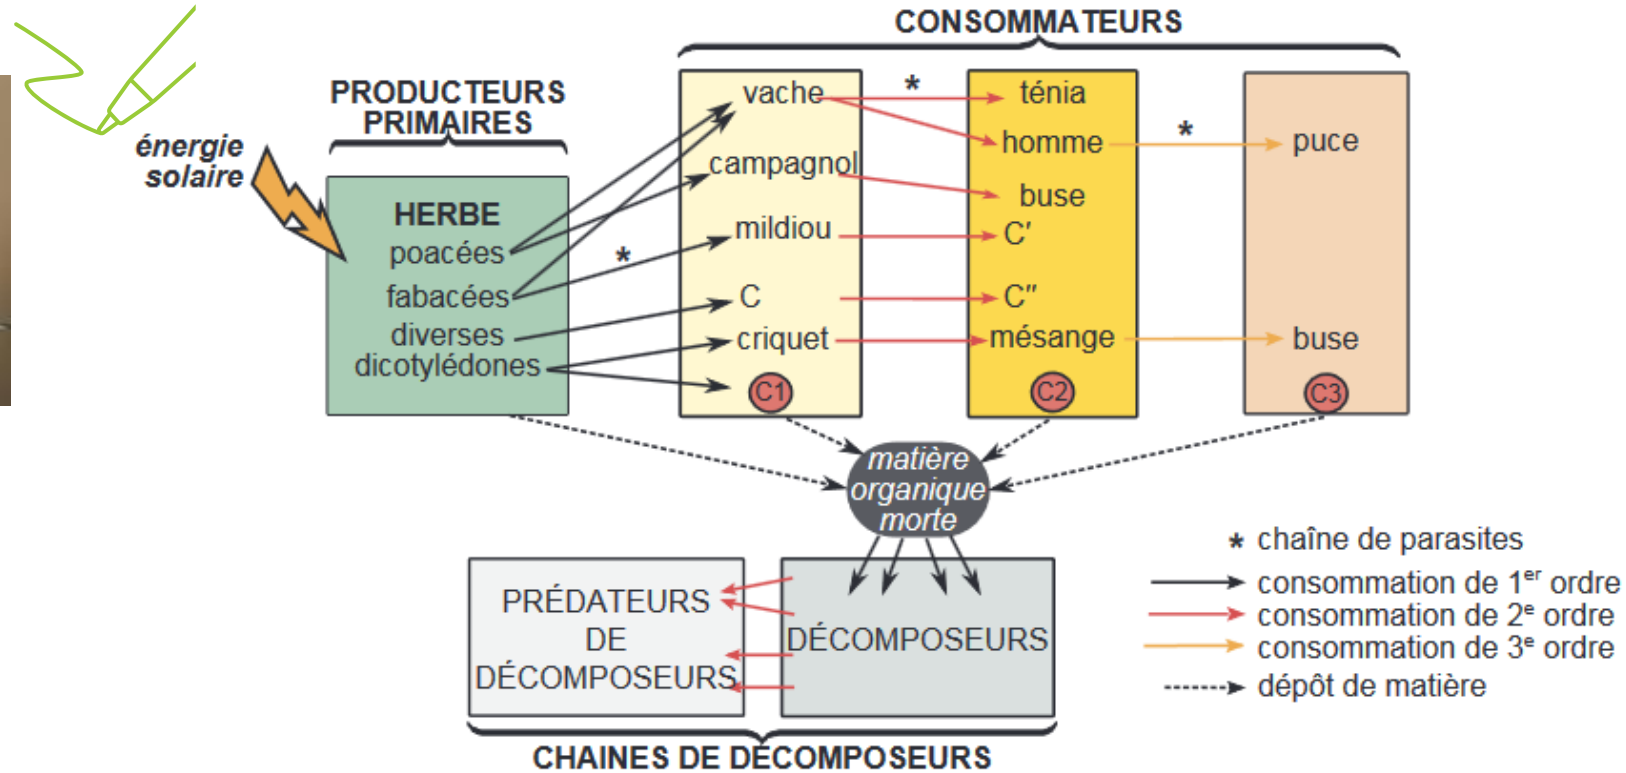 CONSOMMATEURS
PRODUCTEURS
PRIMAIRES
énergie
solaire
HERBE
poacées
fabacées
diverses
dicotylédones
vache
campagnol
mildiou
C
criquet
C1
*
*
*
ténia
homme
buse
C′
C″
mésange
C2
puce
buse
C3
matière
organique
morte
PRÉDATEURS
DE
DÉCOMPOSEURS
DÉCOMPOSEURS
CHAINES DE DÉCOMPOSEURS
* chaîne de parasites
consommation de 1er ordre
consommation de 2e ordre
consommation de 3e ordre
dépôt de matière